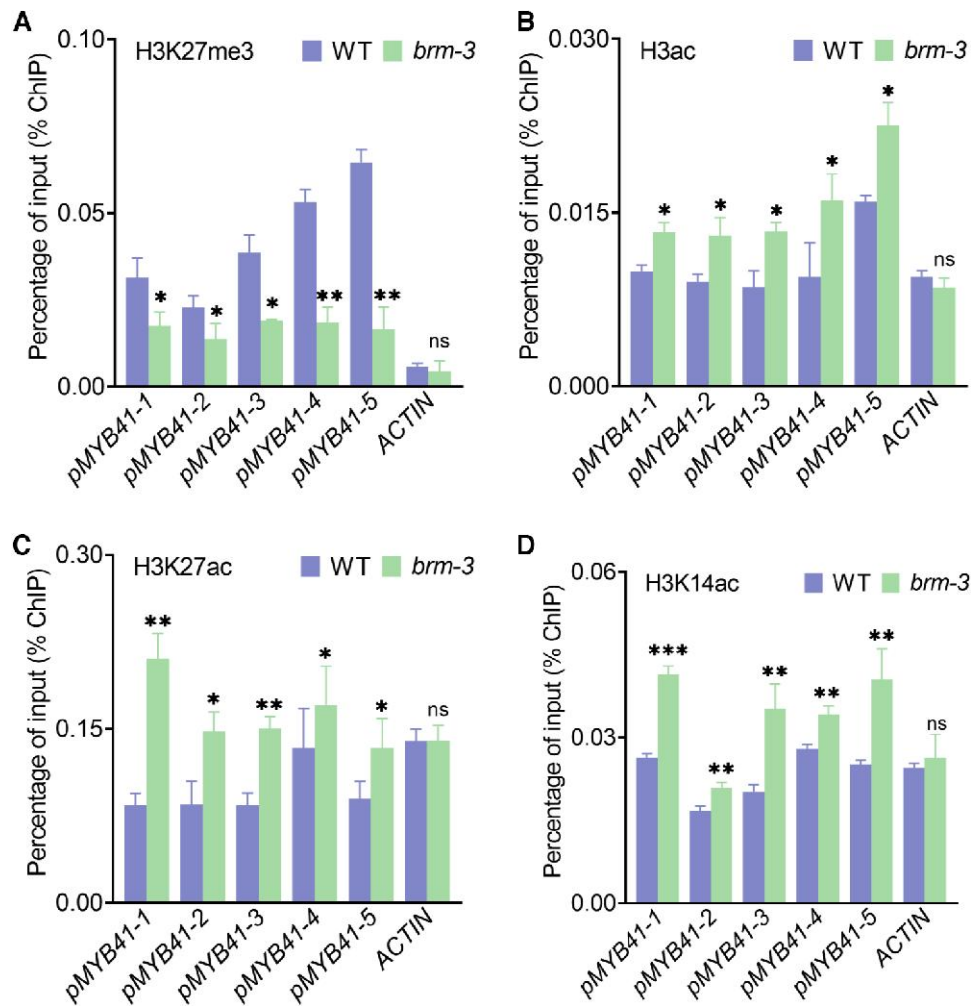 A
H3K27me3 WT brm-3
Percentage of input (% ChIP)
0.10
0.05
0.00
* * * ** ** ns
pMYB41-1 pMYB41-2 pMYB41-3 pMYB41-4 pMYB41-5 ACTIN
B
H3ac WT brm-3
Percentage of input (% ChIP)
0.030
0.015
0.000
* * * * * ns
pMYB41-1 pMYB41-2 pMYB41-3 pMYB41-4 pMYB41-5 ACTIN
C
H3K27ac WT brm-3
Percentage of input (% ChIP)
0.30
0.15
0.00
** * ** * * ns
pMYB41-1 pMYB41-2 pMYB41-3 pMYB41-4 pMYB41-5 ACTIN
D
H3K14ac WT brm-3
Percentage of input (% ChIP)
0.06
0.03
0.00
*** ** ** ** ** ns
pMYB41-1 pMYB41-2 pMYB41-3 pMYB41-4 pMYB41-5 ACTIN